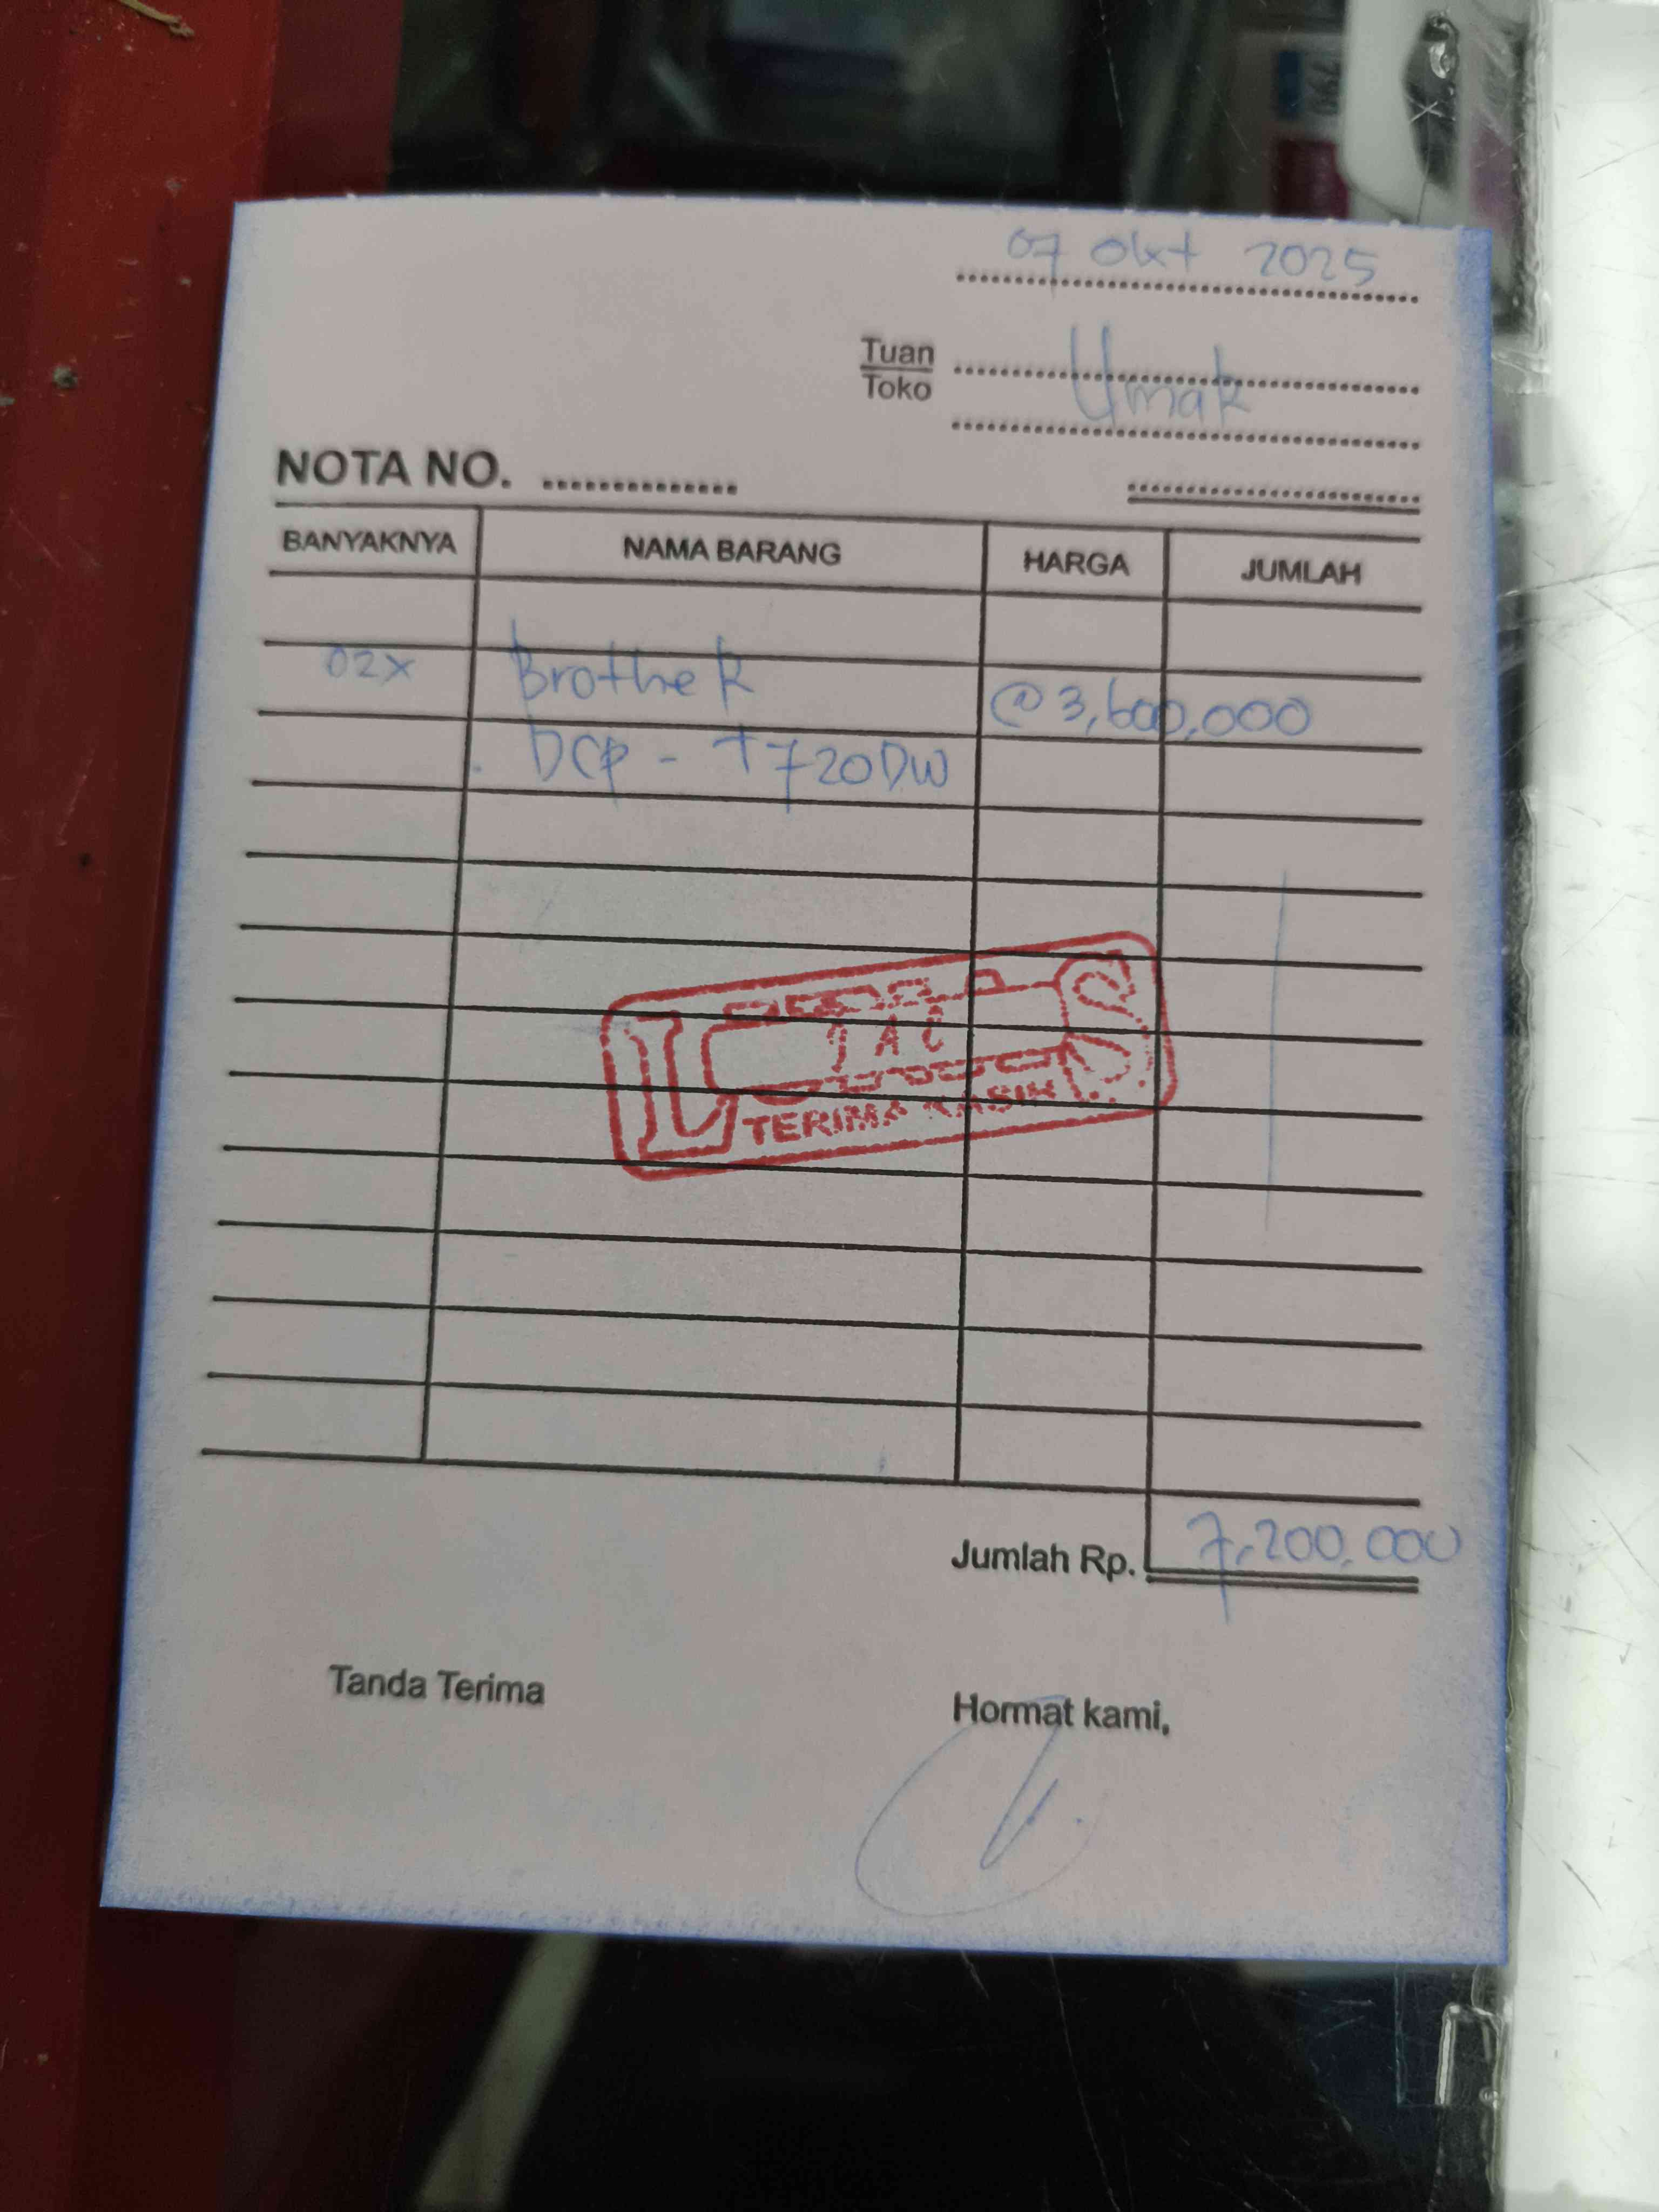 07 Okt 2025
Tuan
Toko
Umak
NOTA NO. ..............
BANYAKNYA NAMA BARANG HARGA JUMLAH
02x BrotheR @ 3,600,000
DCP - T720DW
TERIMA KASIH
Jumlah Rp. 7,200,000
Tanda Terima Hormat kami,